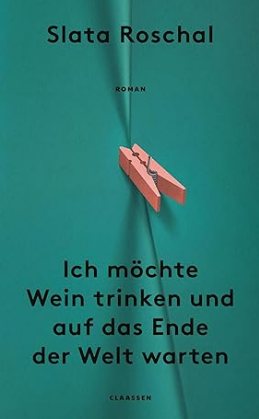 Slata Roschal
ROMAN
Ich möchte
Wein trinken und
auf das Ende
der Welt warten
CLAASSEN